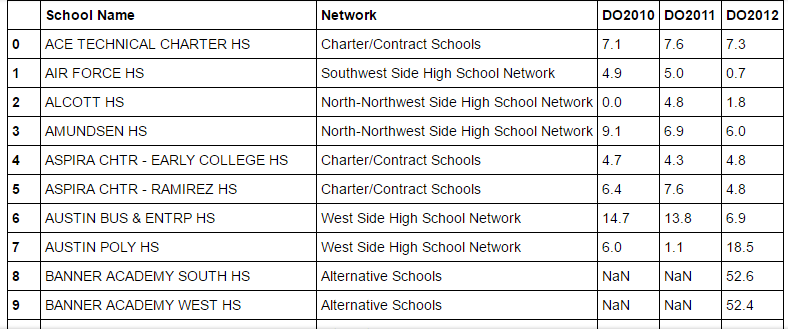 School Name Network DO2010 DO2011 DO2012
0 ACE TECHNICAL CHARTER HS Charter/Contract Schools 7.1 7.6 7.3
1 AIR FORCE HS Southwest Side High School Network 4.9 5.0 0.7
2 ALCOTT HS North-Northwest Side High School Network 0.0 4.8 1.8
3 AMUNDSEN HS North-Northwest Side High School Network 9.1 6.9 6.0
4 ASPIRA CHTR - EARLY COLLEGE HS Charter/Contract Schools 4.7 4.3 4.8
5 ASPIRA CHTR - RAMIREZ HS Charter/Contract Schools 6.4 7.6 4.8
6 AUSTIN BUS & ENTRP HS West Side High School Network 14.7 13.8 6.9
7 AUSTIN POLY HS West Side High School Network 6.0 1.1 18.5
8 BANNER ACADEMY SOUTH HS Alternative Schools NaN NaN 52.6
9 BANNER ACADEMY WEST HS Alternative Schools NaN NaN 52.4